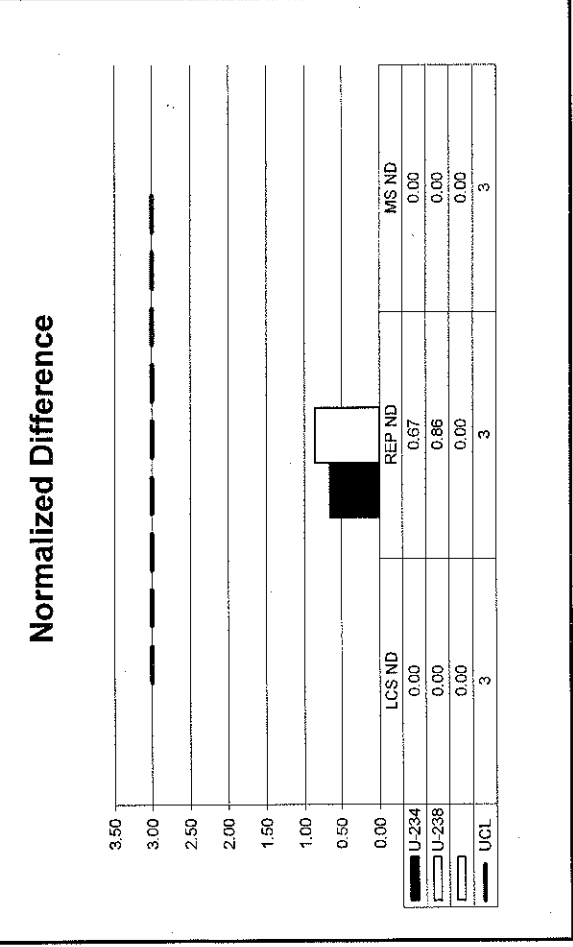 Normalized Difference
3.50
3.00
2.50
2.00
1.50
1.00
0.50
0.00
LCS ND REP ND MS ND
U-234 0.00 0.67 0.00
U-238 0.00 0.86 0.00
0.00 0.00 0.00
UCL 3 3 3